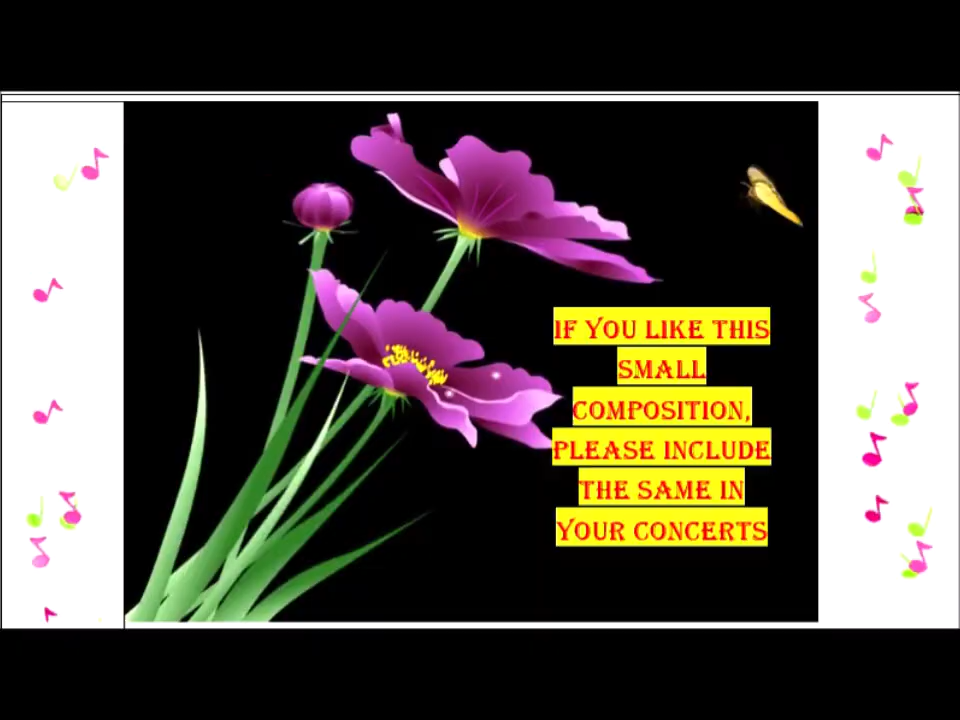 IF YOU LIKE THIS
SMALL
COMPOSITION,
PLEASE INCLUDE
THE SAME IN
YOUR CONCERTS